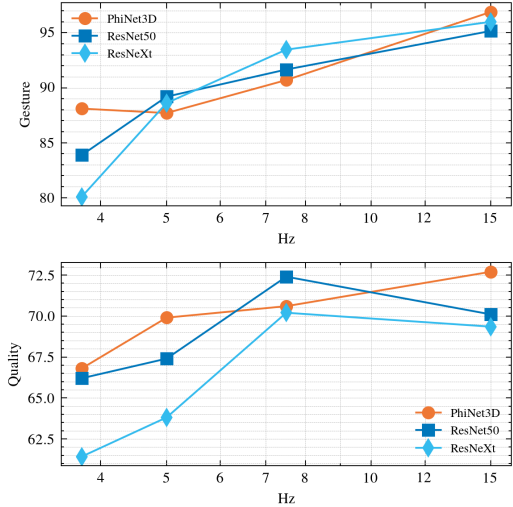 PhiNet3D
ResNet50
ResNeXt
95
90
85
80
Gesture
4 5 6 7 8 10 12 15
Hz
PhiNet3D
ResNet50
ResNeXt
72.5
70.0
67.5
65.0
62.5
Quality
4 5 6 7 8 10 12 15
Hz